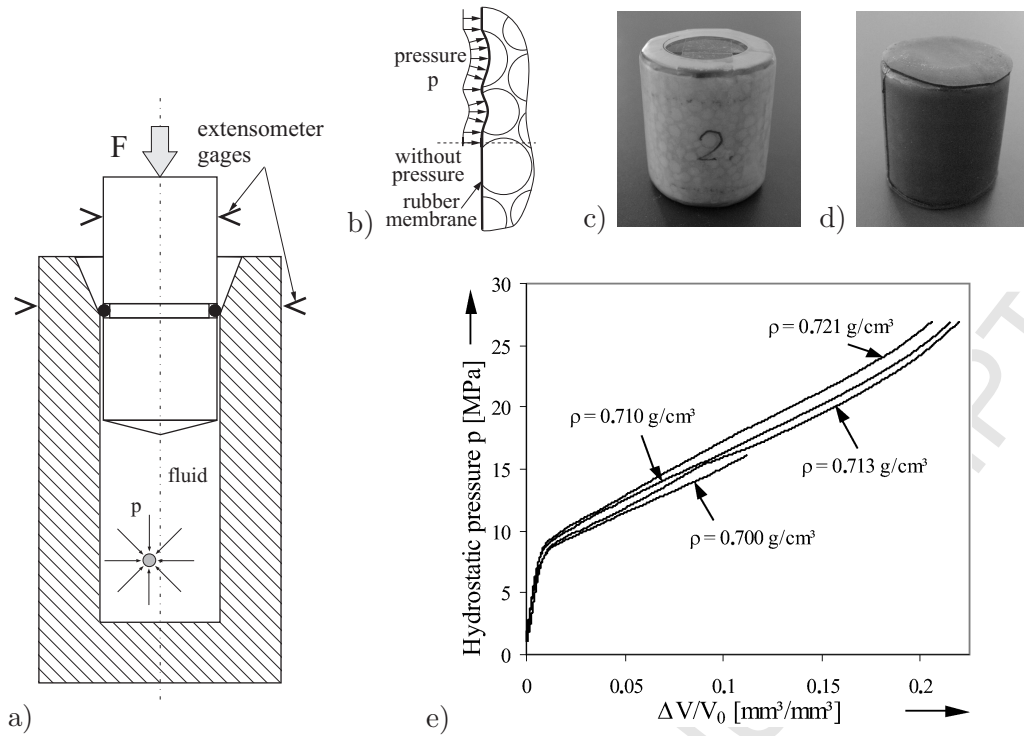 F
extensometer
gages
fluid
p
a)
pressure
p
without
pressure
rubber
membrane
b)
2.
c)
d)
30
25
20
15
10
5
0
Hydrostatic pressure p [MPa]
ρ = 0.721 g/cm³
ρ = 0.710 g/cm³
ρ = 0.713 g/cm³
ρ = 0.700 g/cm³
0
0.05
0.1
0.15
0.2
ΔV/V₀ [mm³/mm³]
e)
PT